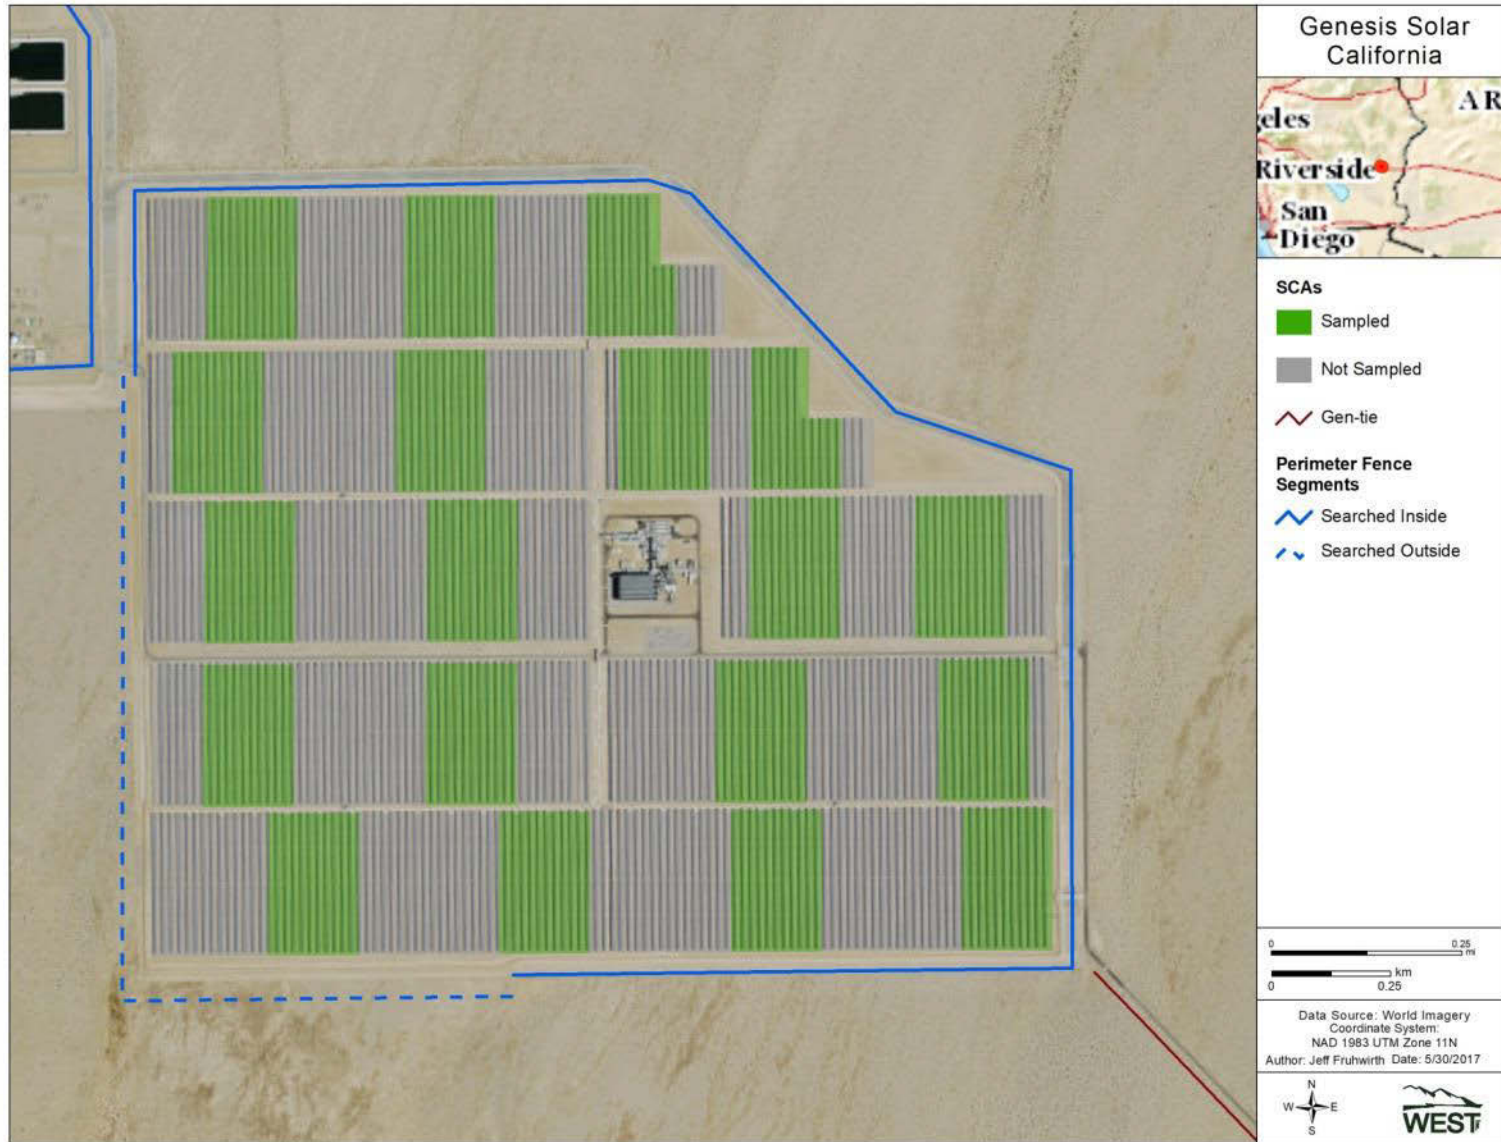 Genesis Solar
California
A R
eles
Riverside
San
Diego
SCAs
Sampled
Not Sampled
Gen-tie
Perimeter Fence
Segments
Searched Inside
Searched Outside
0 0.25
mi
km
0 0.25
Data Source: World Imagery
Coordinate System:
NAD 1983 UTM Zone 11N
Author: Jeff Fruhwirth Date: 5/30/2017
N
W E
S
WEST